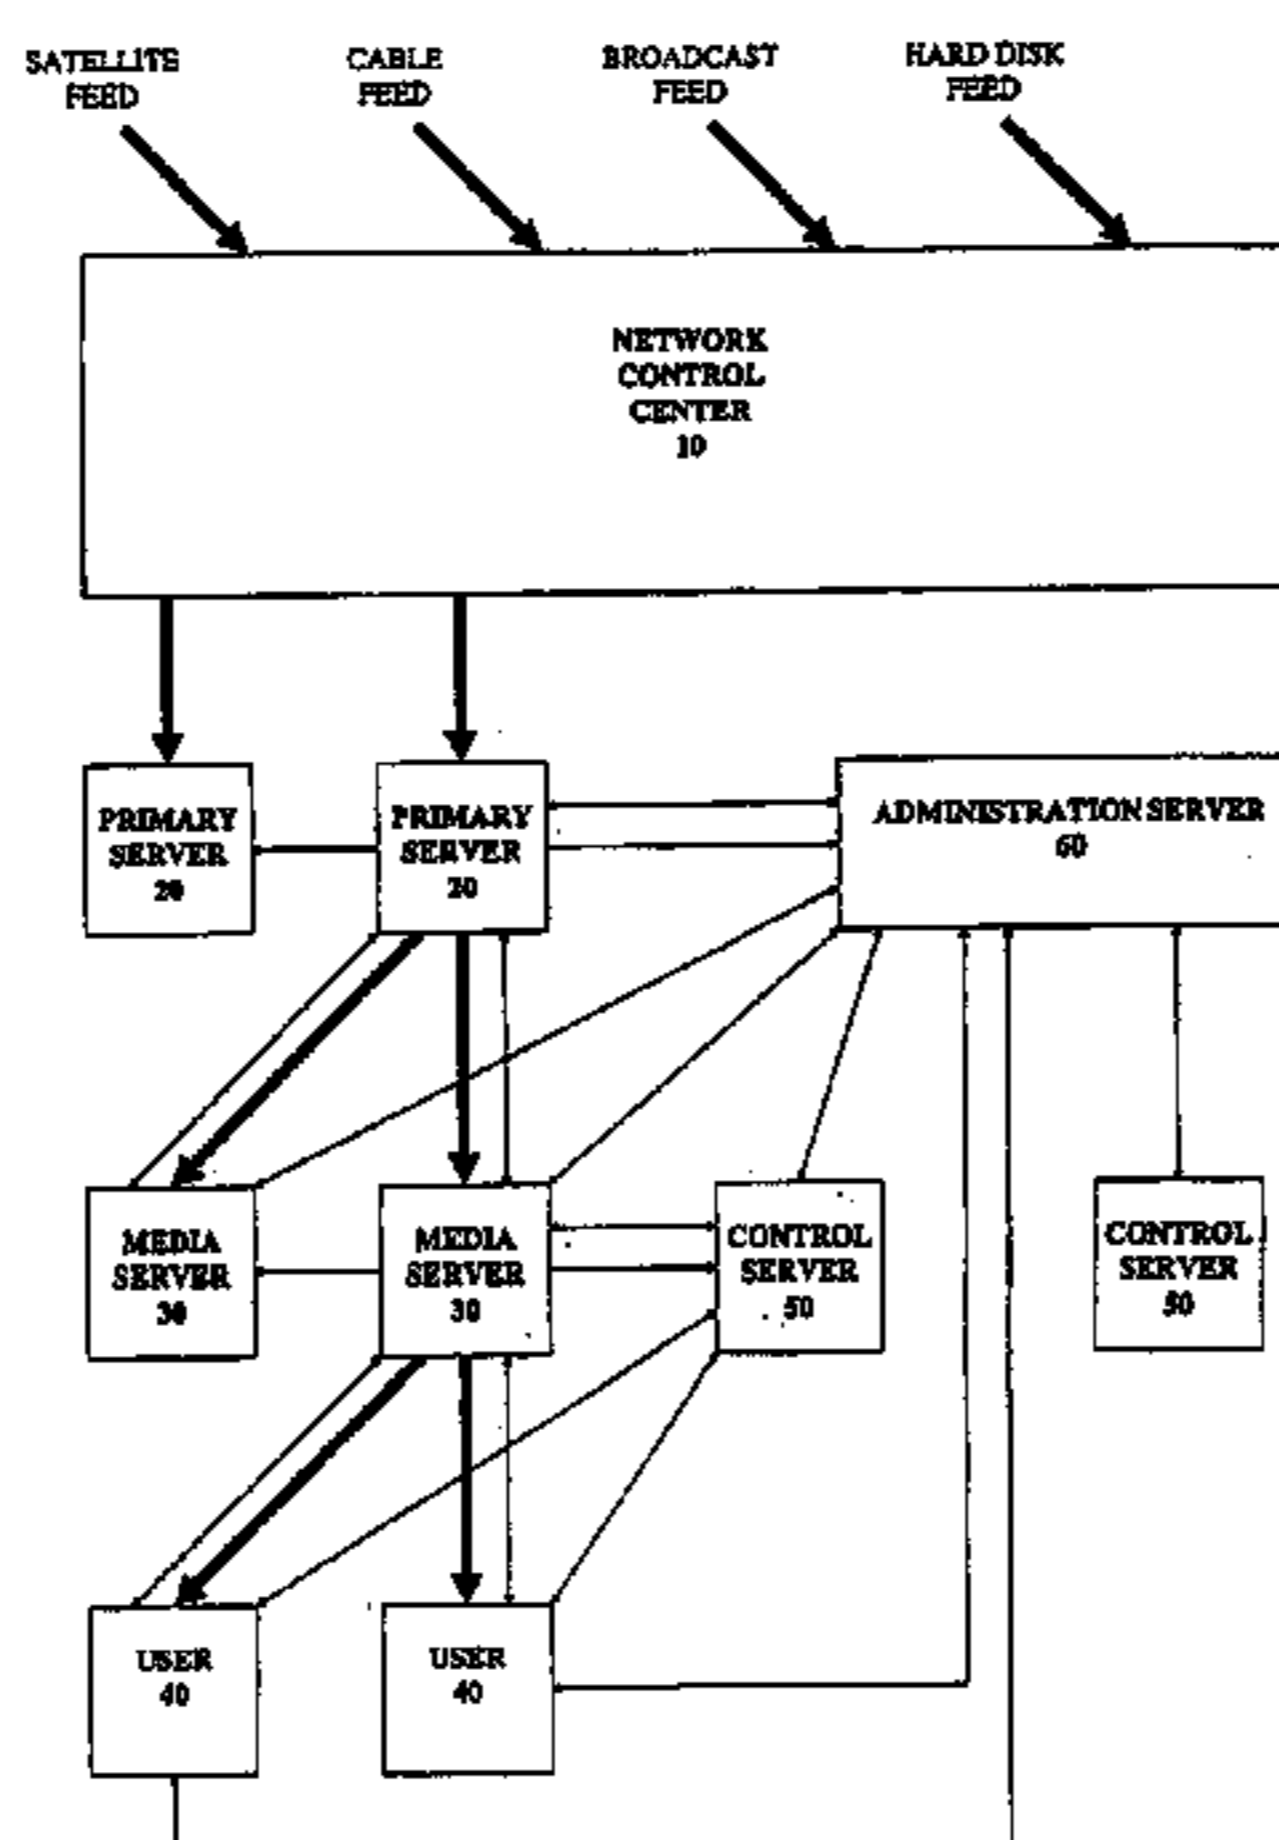 SATELLITE
FEED
CABLE
FEED
BROADCAST
FEED
HARD DISK
FEED
NETWORK
CONTROL
CENTER
10
PRIMARY
SERVER
20
PRIMARY
SERVER
20
ADMINISTRATION SERVER
60
MEDIA
SERVER
30
MEDIA
SERVER
30
CONTROL
SERVER
50
CONTROL
SERVER
50
USER
40
USER
40